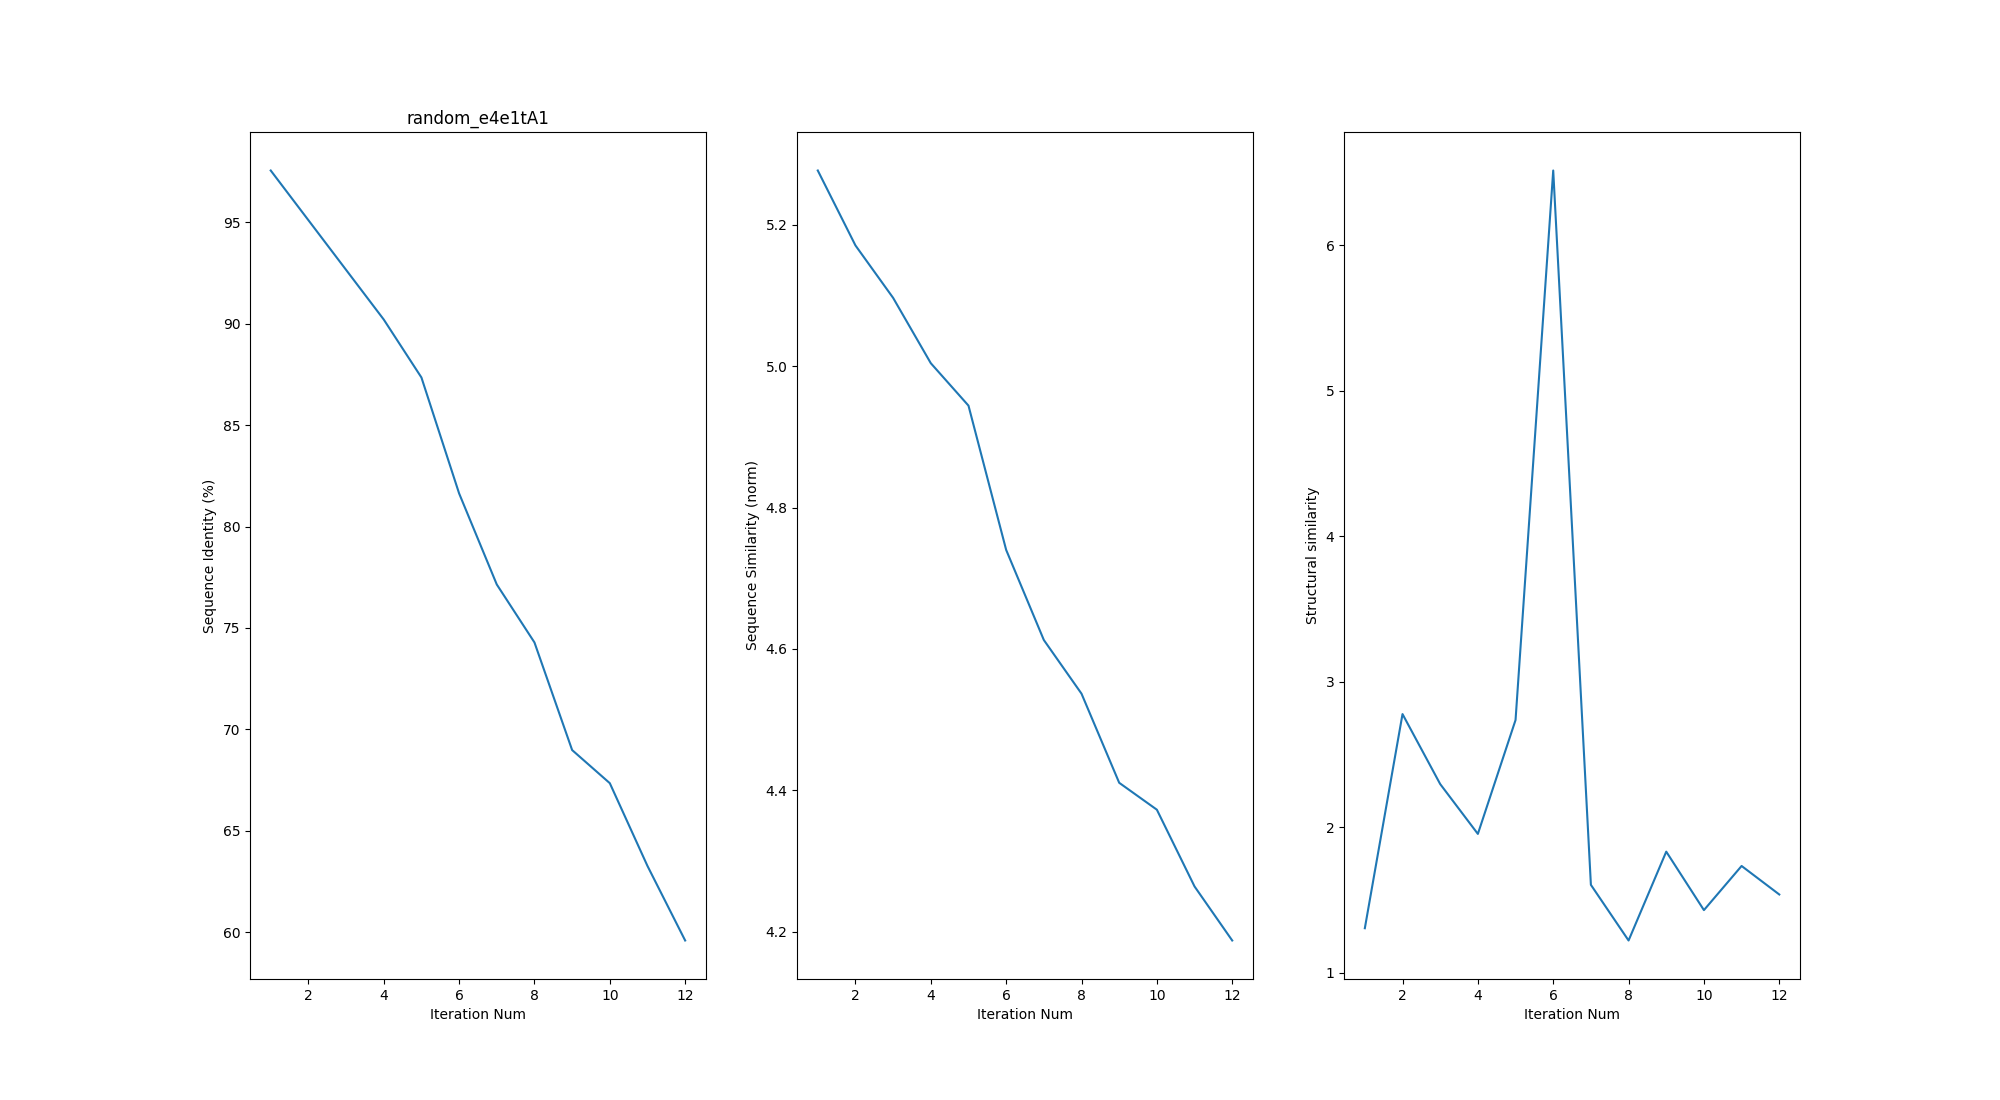 random_e4e1tA1
Sequence Identity (%)
95
90
85
80
75
70
65
60
2 4 6 8 10 12
Iteration Num
Sequence Similarity (norm)
5.2
5.0
4.8
4.6
4.4
4.2
2 4 6 8 10 12
Iteration Num
Structural similarity
6
5
4
3
2
1
2 4 6 8 10 12
Iteration Num